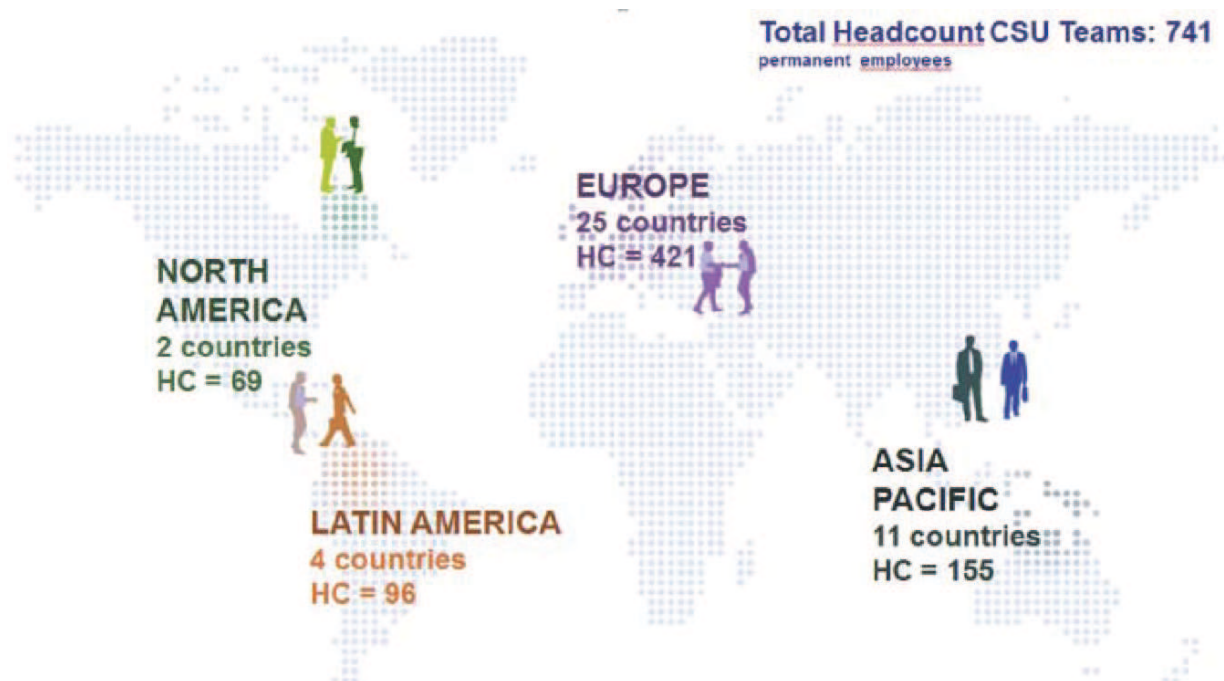 Total Headcount CSU Teams: 741
permanent employees
EUROPE
25 countries
HC = 421
NORTH
AMERICA
2 countries
HC = 69
ASIA
PACIFIC
11 countries
HC = 155
LATIN AMERICA
4 countries
HC = 96